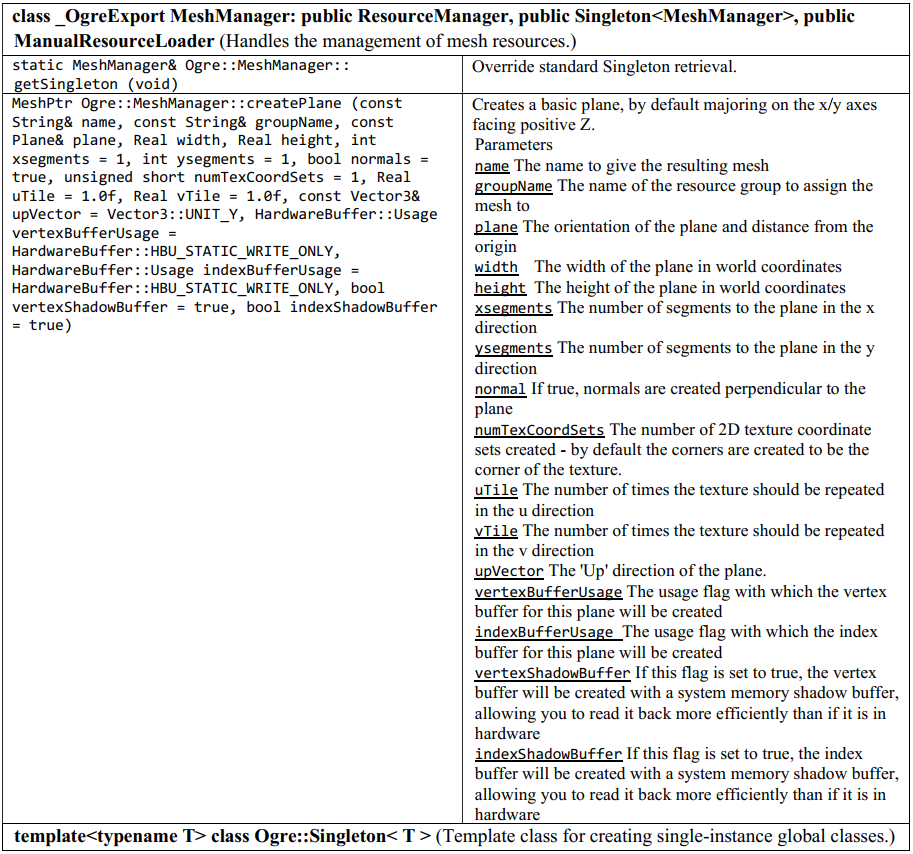 class _OgreExport MeshManager: public ResourceManager, public Singleton<MeshManager>, public
ManualResourceLoader (Handles the management of mesh resources.)
static MeshManager& Ogre::MeshManager::
getSingleton (void)
Override standard Singleton retrieval.
MeshPtr Ogre::MeshManager::createPlane (const
String& name, const String& groupName, const
Plane& plane, Real width, Real height, int
xsegments = 1, int ysegments = 1, bool normals =
true, unsigned short numTexCoordSets = 1, Real
uTile = 1.0f, Real vTile = 1.0f, const Vector3&
upVector = Vector3::UNIT_Y, HardwareBuffer::Usage
vertexBufferUsage =
HardwareBuffer::HBU_STATIC_WRITE_ONLY,
HardwareBuffer::Usage indexBufferUsage =
HardwareBuffer::HBU_STATIC_WRITE_ONLY, bool
vertexShadowBuffer = true, bool indexShadowBuffer
= true)
Creates a basic plane, by default majoring on the x/y axes
facing positive Z.
Parameters
name The name to give the resulting mesh
groupName The name of the resource group to assign the
mesh to
plane The orientation of the plane and distance from the
origin
width The width of the plane in world coordinates
height The height of the plane in world coordinates
xsegments The number of segments to the plane in the x
direction
ysegments The number of segments to the plane in the y
direction
normal If true, normals are created perpendicular to the
plane
numTexCoordSets The number of 2D texture coordinate
sets created - by default the corners are created to be the
corner of the texture.
uTile The number of times the texture should be repeated
in the u direction
vTile The number of times the texture should be repeated
in the v direction
upVector The 'Up' direction of the plane.
vertexBufferUsage The usage flag with which the vertex
buffer for this plane will be created
indexBufferUsage The usage flag with which the index
buffer for this plane will be created
vertexShadowBuffer If this flag is set to true, the vertex
buffer will be created with a system memory shadow buffer,
allowing you to read it back more efficiently than if it is in
hardware
indexShadowBuffer If this flag is set to true, the index
buffer will be created with a system memory shadow buffer,
allowing you to read it back more efficiently than if it is in
hardware
template<typename T> class Ogre::Singleton< T > (Template class for creating single-instance global classes.)